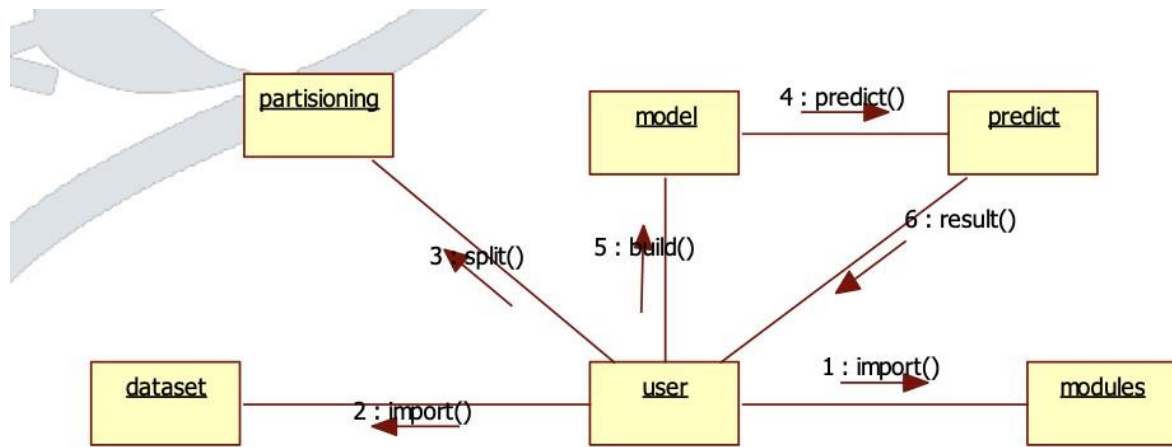 partisioning
model
4 : predict()
predict
3 : split()
5 : build()
6 : result()
dataset
2 : import()
user
1 : import()
modules